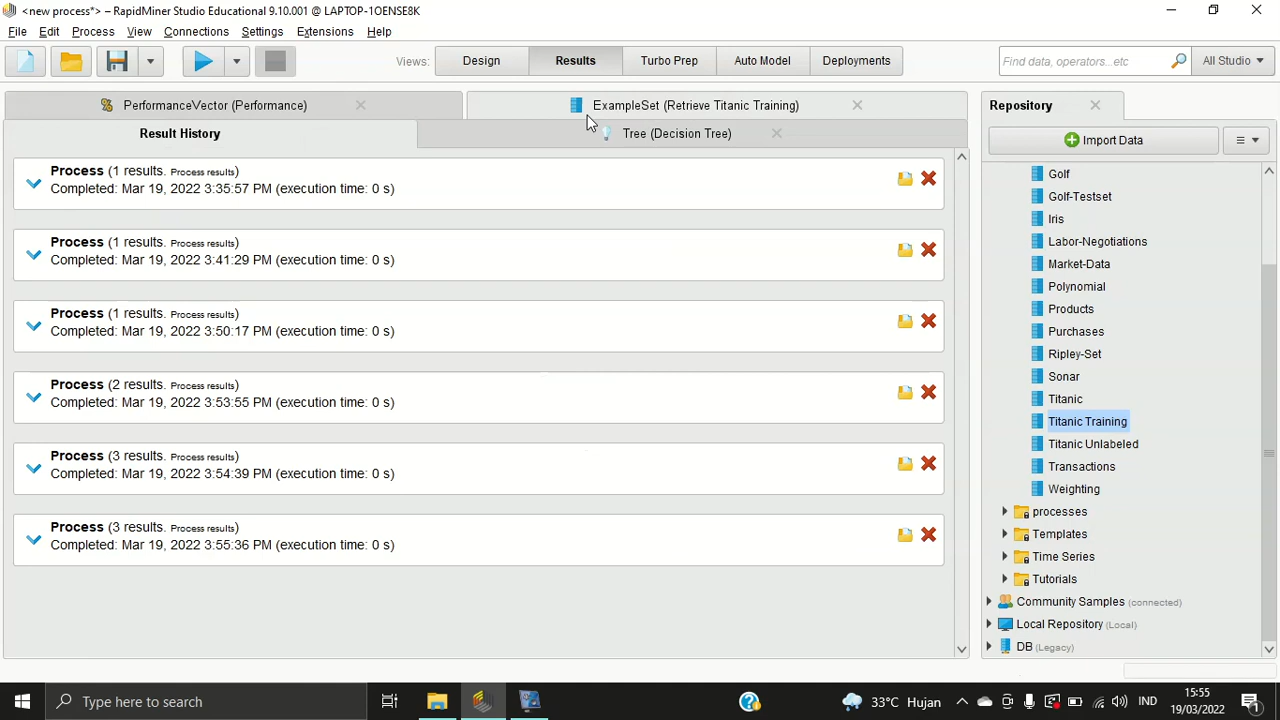 <new process*> – RapidMiner Studio Educational 9.10.001 @ LAPTOP-1OENSE8K
File Edit Process View Connections Settings Extensions Help
Views: Design Results Turbo Prep Auto Model Deployments Find data, operators...etc All Studio
PerformanceVector (Performance) ExampleSet (Retrieve Titanic Training) Repository
Result History Tree (Decision Tree) Import Data
Process (1 results. Process results)
Completed: Mar 19, 2022 3:35:57 PM (execution time: 0 s)
Process (1 results. Process results)
Completed: Mar 19, 2022 3:41:29 PM (execution time: 0 s)
Process (1 results. Process results)
Completed: Mar 19, 2022 3:50:17 PM (execution time: 0 s)
Process (2 results. Process results)
Completed: Mar 19, 2022 3:53:55 PM (execution time: 0 s)
Process (3 results. Process results)
Completed: Mar 19, 2022 3:54:39 PM (execution time: 0 s)
Process (3 results. Process results)
Completed: Mar 19, 2022 3:55:36 PM (execution time: 0 s)
Golf
Golf-Testset
Iris
Labor-Negotiations
Market-Data
Polynomial
Products
Purchases
Ripley-Set
Sonar
Titanic
Titanic Training
Titanic Unlabeled
Transactions
Weighting
processes
Templates
Time Series
Tutorials
Community Samples (connected)
Local Repository (Local)
DB (Legacy)
Type here to search 33°C Hujan IND 15:55
19/03/2022 1